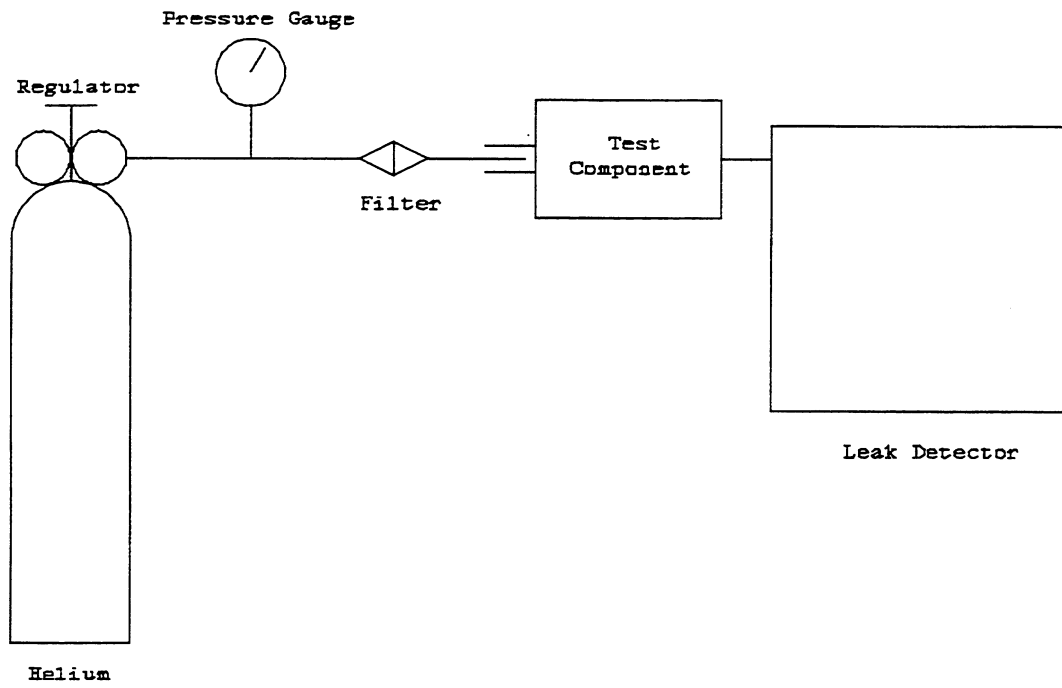 Pressure Gauge
Regulator
Test
Component
Filter
Leak Detector
Helium